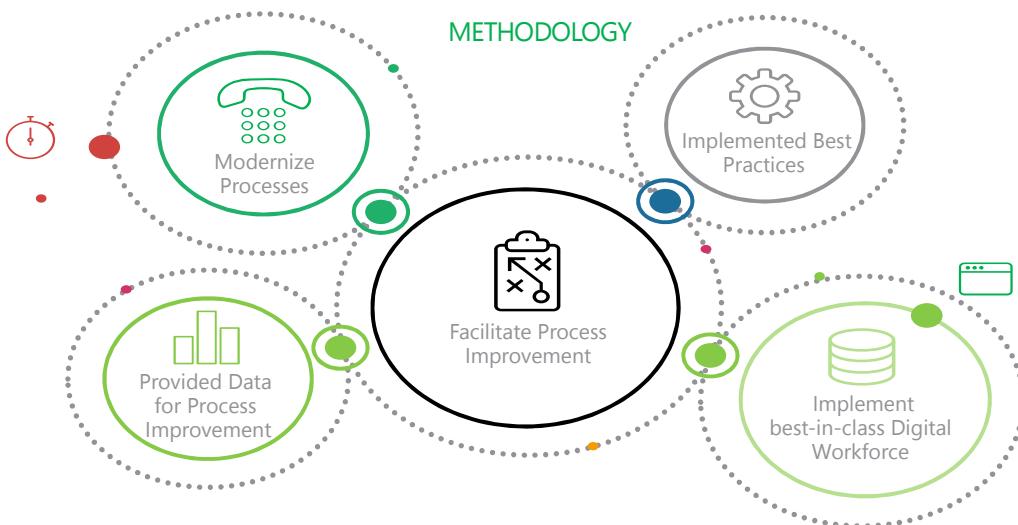 METHODOLOGY
Modernize
Processes
Implemented Best
Practices
Facilitate Process
Improvement
Provided Data
for Process
Improvement
Implement
best-in-class Digital
Workforce